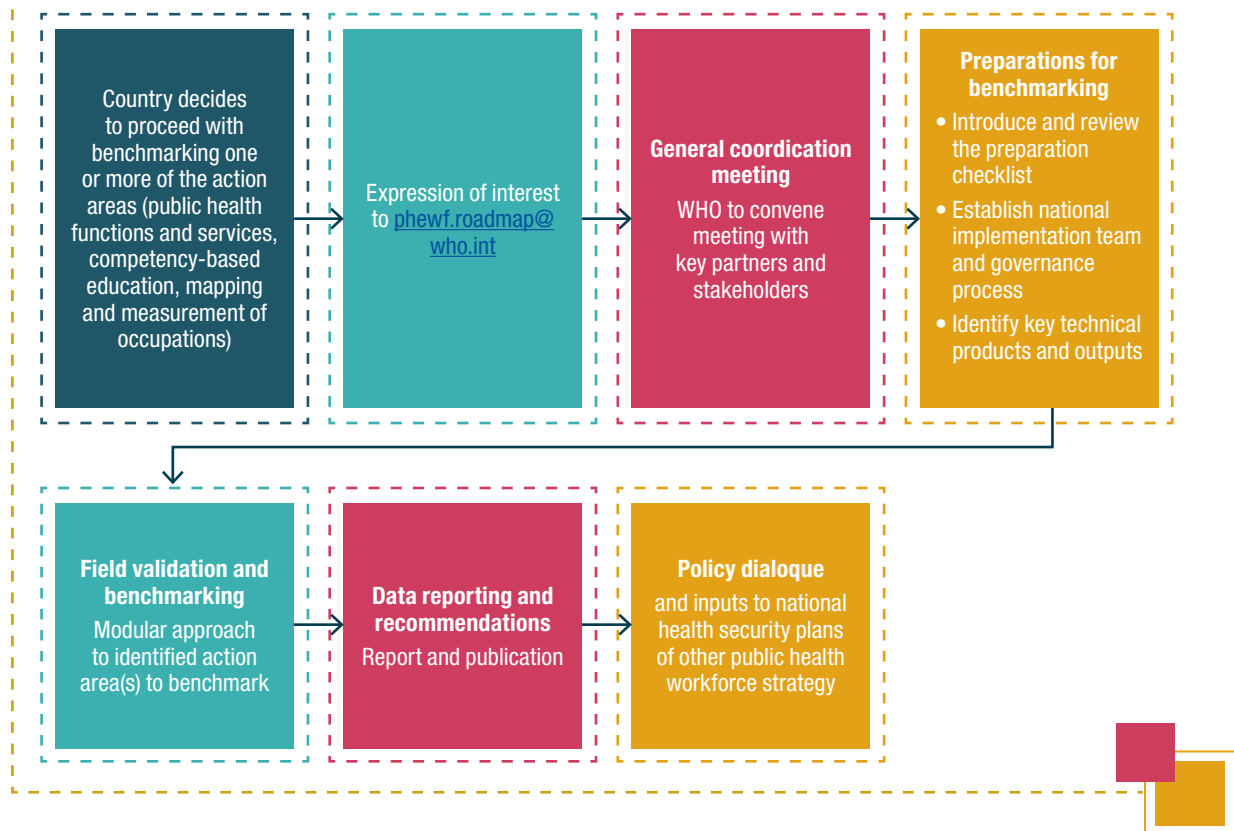 Country decides
to proceed with
benchmarking one
or more of the action
areas (public health
functions and services,
competency-based
education, mapping
and measurement of
occupations)
Expression of interest
to phewf.roadmap@
who.int
General coordication
meeting
WHO to convene
meeting with
key partners and
stakeholders
Preparations for
benchmarking
• Introduce and review
the preparation
checklist
• Establish national
implementation team
and governance
process
• Identify key technical
products and outputs
Field validation and
benchmarking
Modular approach
to identified action
area(s) to benchmark
Data reporting and
recommendations
Report and publication
Policy dialoque
and inputs to national
health security plans
of other public health
workforce strategy